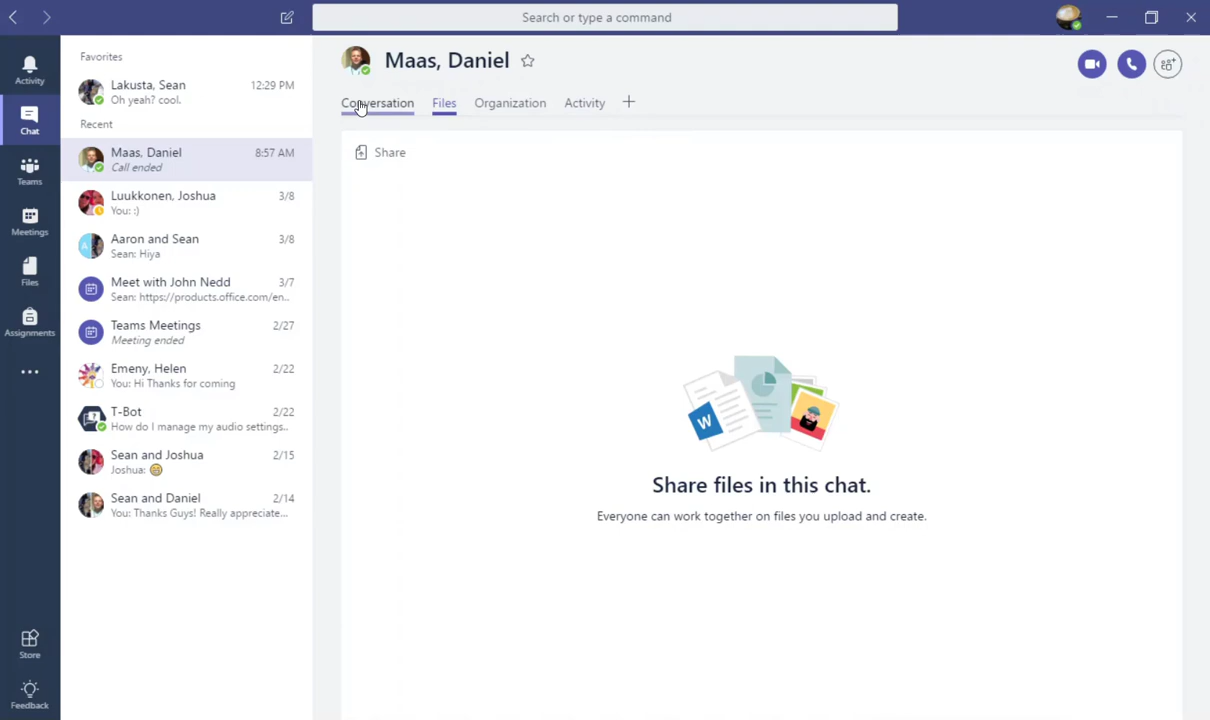 Search or type a command
Activity
Chat
Teams
Meetings
Files
Assignments
Store
Feedback
Favorites
Lakusta, Sean 12:29 PM
Oh yeah? cool.
Recent
Maas, Daniel 8:57 AM
Call ended
Luukkonen, Joshua 3/8
You: :)
Aaron and Sean 3/8
Sean: Hiya
Meet with John Nedd 3/7
Sean: https://products.office.com/en..
Teams Meetings 2/27
Meeting ended
Emeny, Helen 2/22
You: Hi Thanks for coming
T-Bot 2/22
How do I manage my audio settings..
Sean and Joshua 2/15
Joshua: 😁
Sean and Daniel 2/14
You: Thanks Guys! Really appreciate...
Maas, Daniel
Conversation Files Organization Activity +
Share
W
Share files in this chat.
Everyone can work together on files you upload and create.